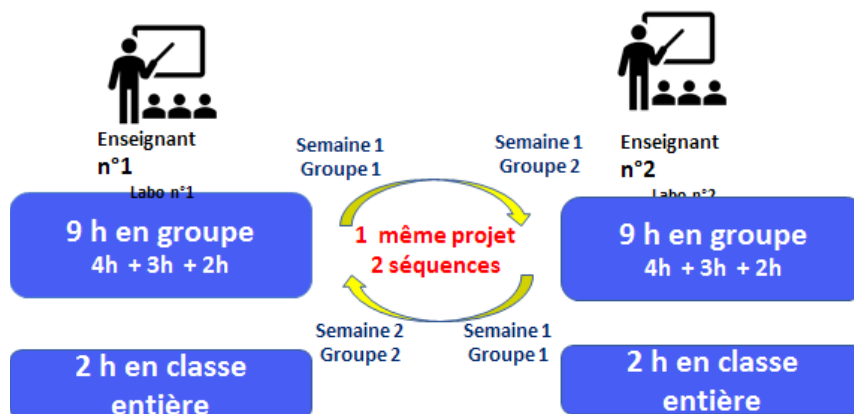 Enseignant
n°1
Labo n°1
9 h en groupe
4h + 3h + 2h
2 h en classe
entière
Semaine 1
Groupe 1
Semaine 1
Groupe 2
1 même projet
2 séquences
Semaine 2
Groupe 2
Semaine 1
Groupe 1
Enseignant
n°2
Labo n°2
9 h en groupe
4h + 3h + 2h
2 h en classe
entière